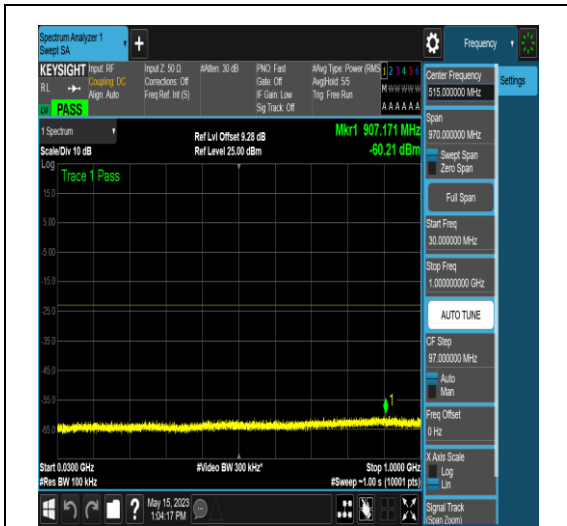 Spectrum Analyzer 1
Swept SA
+
Frequency
KEYSIGHT
RL
PASS
Input: RF
Coupling: DC
Align: Auto
Input Z: 50 Ω
Corrections: Off
Freq Ref: Int (S)
#Atten: 30 dB
PNO: Fast
Gate: Off
IF Gain: Low
Sig Track: Off
#Avg Type: Power (RMS
Avg|Hold: 5/5
Trig: Free Run
1 2 3 4 5 6
M W W W W W
A A A A A A
Center Frequency
515.000000 MHz
Settings
Span
970.000000 MHz
Swept Span
Zero Span
Full Span
Start Freq
30.000000 MHz
Stop Freq
1.000000000 GHz
AUTO TUNE
CF Step
97.000000 MHz
Auto
Man
Freq Offset
0 Hz
X Axis Scale
Log
Lin
Signal Track
(Span Zoom)
1 Spectrum
Scale/Div 10 dB
Ref Lvl Offset 9.28 dB
Ref Level 25.00 dBm
Mkr1 907.171 MHz
-60.21 dBm
Log
Trace 1 Pass
15.0
5.00
-5.00
-15.0
-25.0
-35.0
-45.0
-55.0
-65.0
1
Start 0.0300 GHz
#Res BW 100 kHz
#Video BW 300 kHz*
Stop 1.0000 GHz
#Sweep ~1.00 s (10001 pts)
?
May 15, 2023
1:04:17 PM